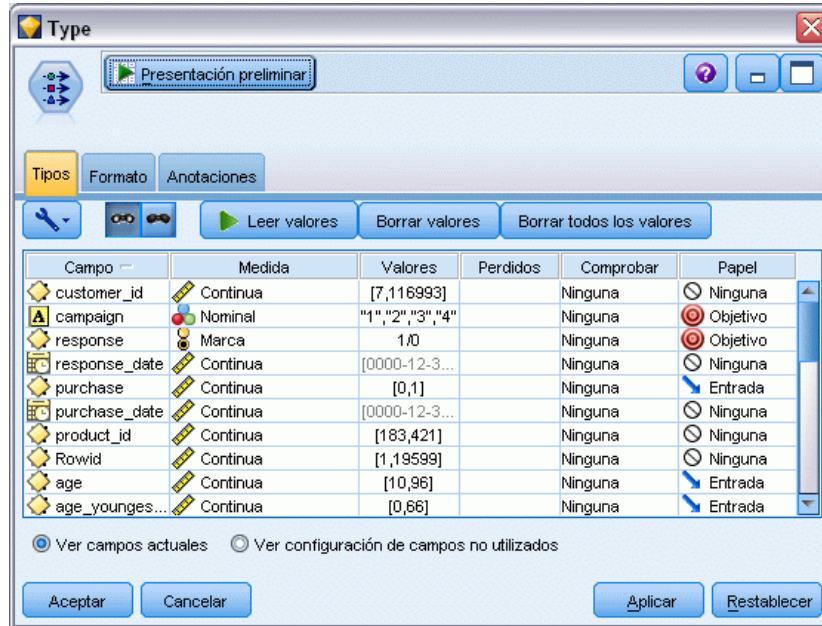 Type
Presentación preliminar
Tipos Formato Anotaciones
Leer valores Borrar valores Borrar todos los valores
Campo Medida Valores Perdidos Comprobar Papel
customer_id Continua [7,116993] Ninguna Ninguna
A campaign Nominal "1","2","3","4" Ninguna Objetivo
response Marca 1/0 Ninguna Objetivo
response_date Continua [0000-12-3... Ninguna Ninguna
purchase Continua [0,1] Ninguna Entrada
purchase_date Continua [0000-12-3... Ninguna Ninguna
product_id Continua [183,421] Ninguna Ninguna
Rowid Continua [1,19599] Ninguna Ninguna
age Continua [10,96] Ninguna Entrada
age_younges... Continua [0,66] Ninguna Entrada
Ver campos actuales Ver configuración de campos no utilizados
Aceptar Cancelar Aplicar Restablecer